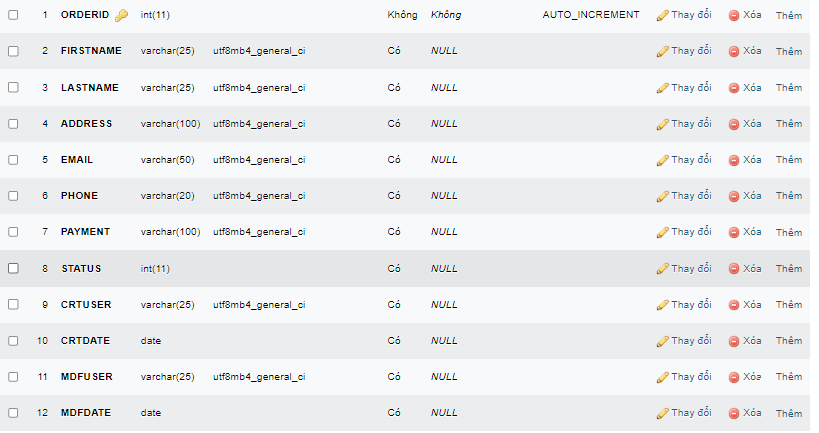 1 ORDERID int(11) Không Không AUTO_INCREMENT Thay đổi Xóa Thêm
2 FIRSTNAME varchar(25) utf8mb4_general_ci Có NULL Thay đổi Xóa Thêm
3 LASTNAME varchar(25) utf8mb4_general_ci Có NULL Thay đổi Xóa Thêm
4 ADDRESS varchar(100) utf8mb4_general_ci Có NULL Thay đổi Xóa Thêm
5 EMAIL varchar(50) utf8mb4_general_ci Có NULL Thay đổi Xóa Thêm
6 PHONE varchar(20) utf8mb4_general_ci Có NULL Thay đổi Xóa Thêm
7 PAYMENT varchar(100) utf8mb4_general_ci Có NULL Thay đổi Xóa Thêm
8 STATUS int(11) Có NULL Thay đổi Xóa Thêm
9 CRTUSER varchar(25) utf8mb4_general_ci Có NULL Thay đổi Xóa Thêm
10 CRTDATE date Có NULL Thay đổi Xóa Thêm
11 MDFUSER varchar(25) utf8mb4_general_ci Có NULL Thay đổi Xóa Thêm
12 MDFDATE date Có NULL Thay đổi Xóa Thêm